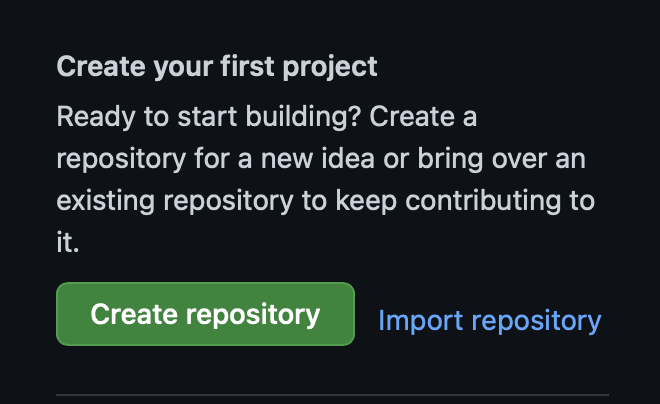 Create your first project
Ready to start building? Create a
repository for a new idea or bring over an
existing repository to keep contributing to
it.
Create repository
Import repository